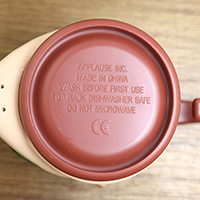 APPLAUSE INC.
MADE IN CHINA
WASH BEFORE FIRST USE
TOP RACK DISHWASHER SAFE
DO NOT MICROWAVE
CE